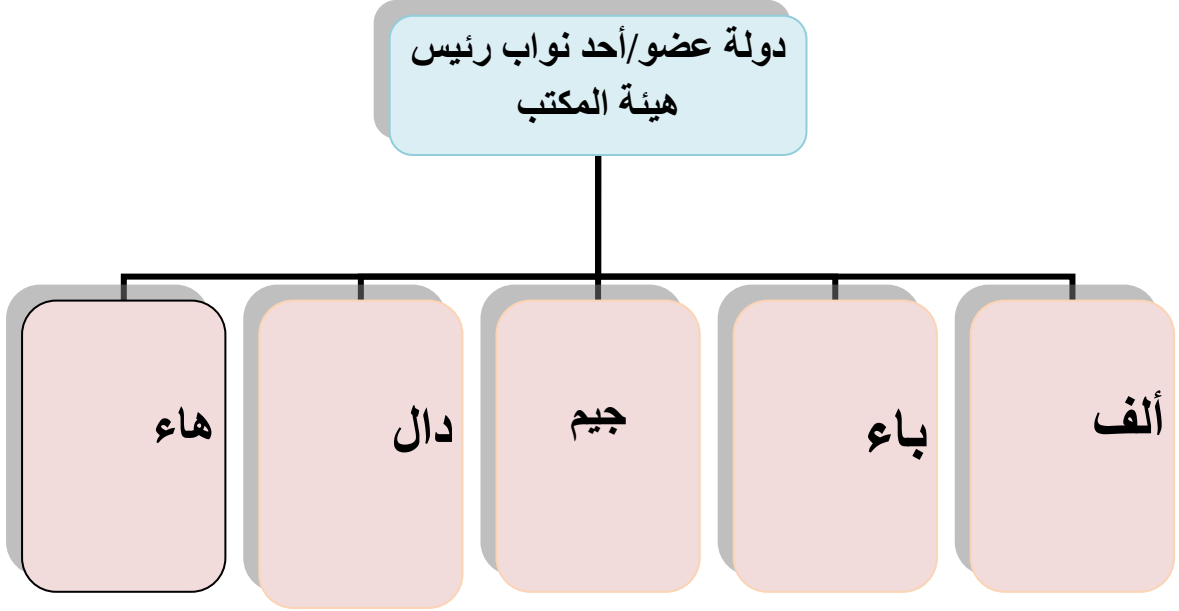 دولة عضو/أحد نواب رئيس
هيئة المكتب
ألف
باء
جيم
دال
هاء